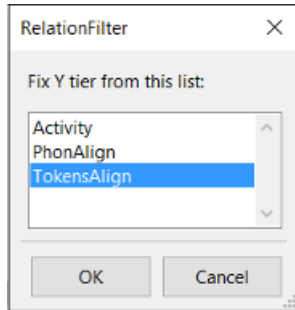 RelationFilter
Fix Y tier from this list:
Activity
PhonAlign
TokensAlign
OK
Cancel